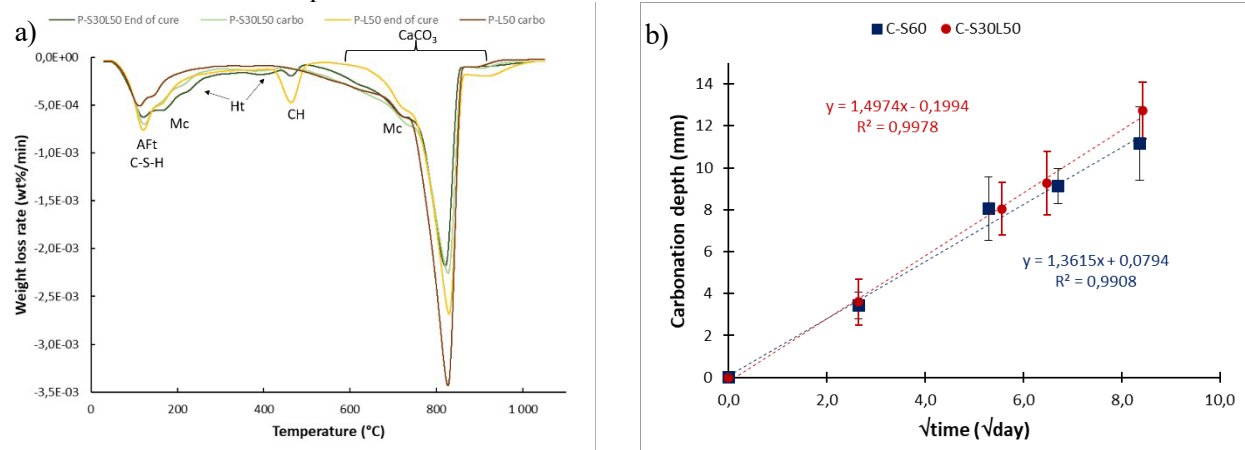 P-S30L50 End of cure P-S30L50 carbo P-L50 end of cure P-L50 carbo
a)
CaCO3
0,0E+00
-5,0E-04
-1,0E-03
-1,5E-03
-2,0E-03
-2,5E-03
-3,0E-03
-3,5E-03
Weight loss rate (wt%/min)
AFt
C-S-H
Mc
Ht
CH
Mc
0 200 400 600 800 1 000
Temperature (°C)
b)
C-S60 C-S30L50
14
12
10
8
6
4
2
0
Carbonation depth (mm)
y = 1,4974x - 0,1994
R² = 0,9978
y = 1,3615x + 0,0794
R² = 0,9908
0,0 2,0 4,0 6,0 8,0 10,0
√time (√day)